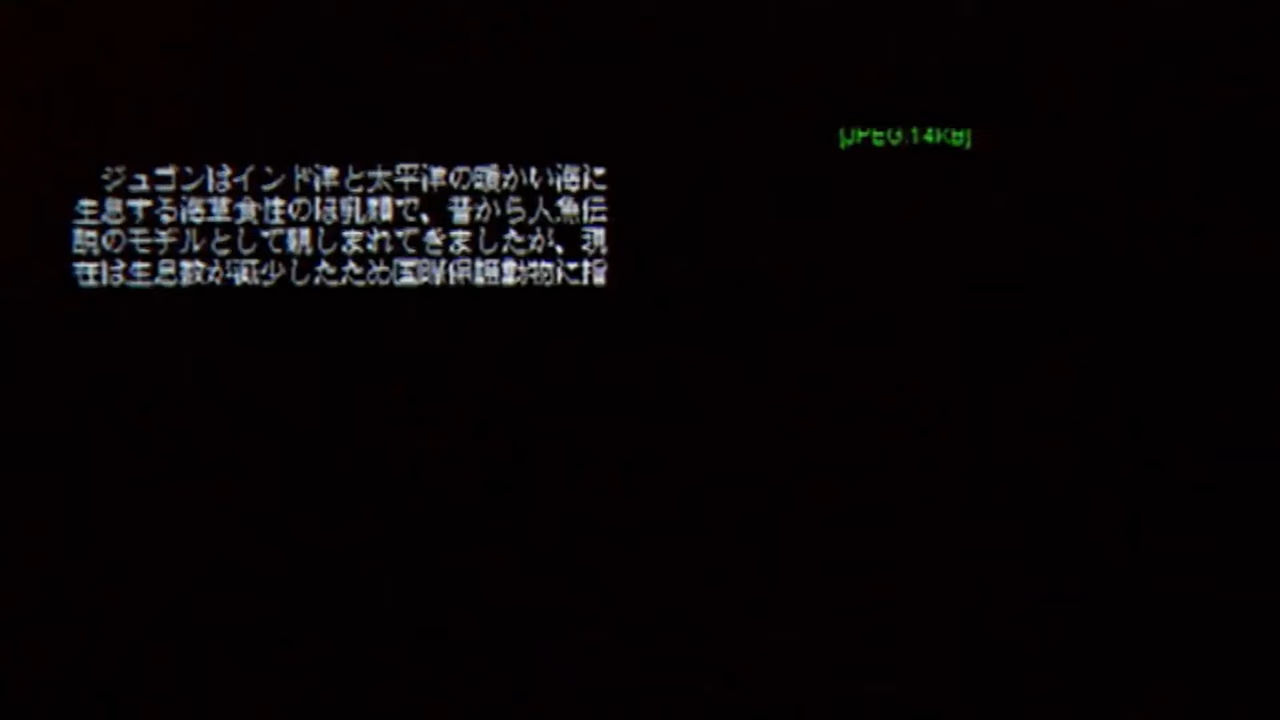 [JPEG.14KB]
ジュゴンはインド洋と太平洋の暖かい海に
生息する海草食性のほ乳類で、昔から人魚伝
説のモデルとして親しまれてきましたが、現
在は生息数が減少したため国際保護動物に指